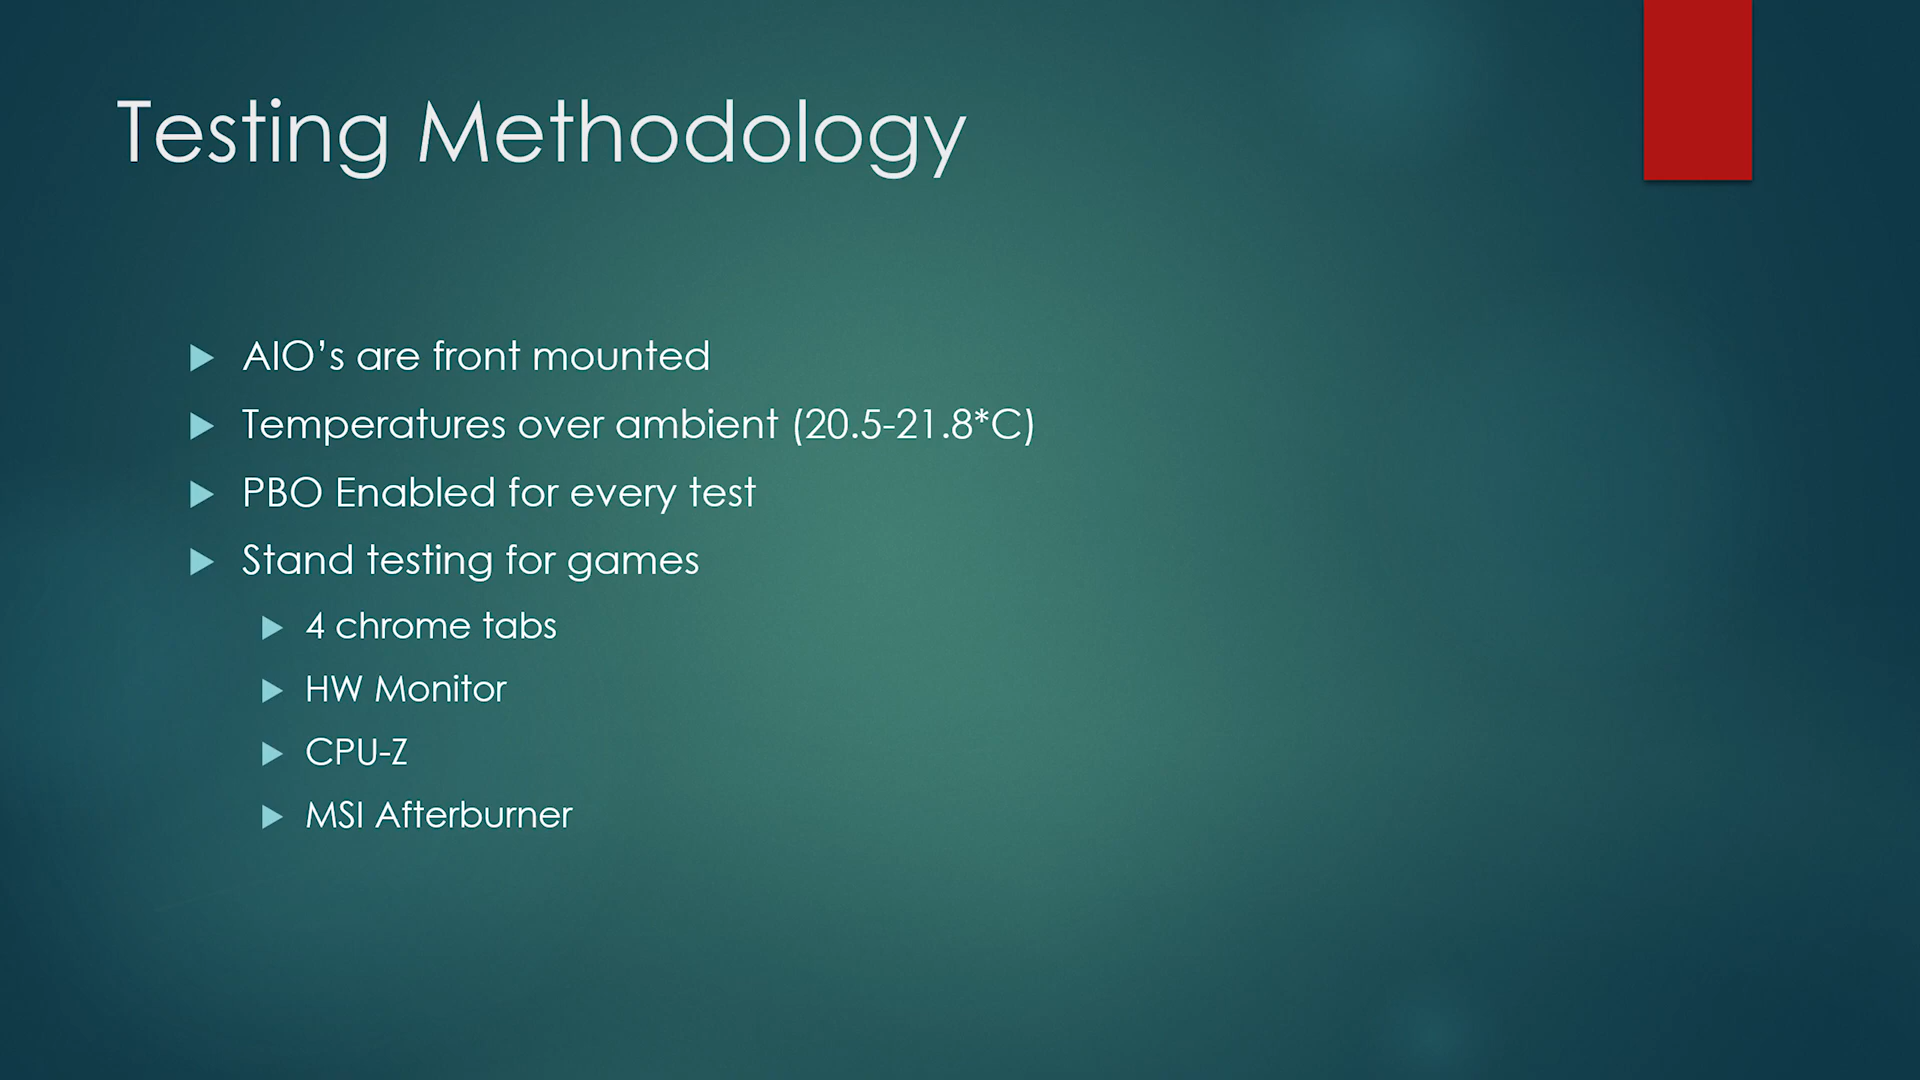 Testing Methodology
AIO’s are front mounted
Temperatures over ambient (20.5-21.8*C)
PBO Enabled for every test
Stand testing for games
4 chrome tabs
HW Monitor
CPU-Z
MSI Afterburner